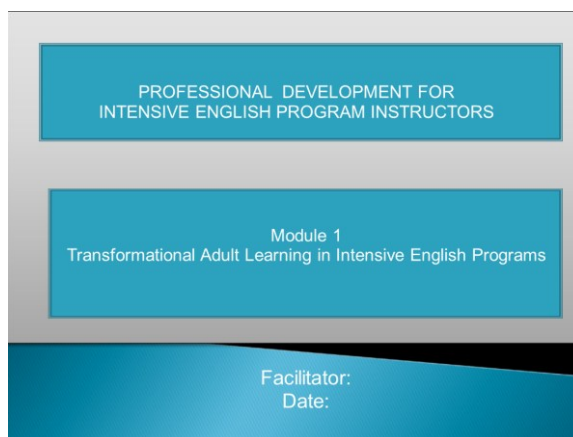 PROFESSIONAL DEVELOPMENT FOR
INTENSIVE ENGLISH PROGRAM INSTRUCTORS
Module 1
Transformational Adult Learning in Intensive English Programs
Facilitator:
Date: